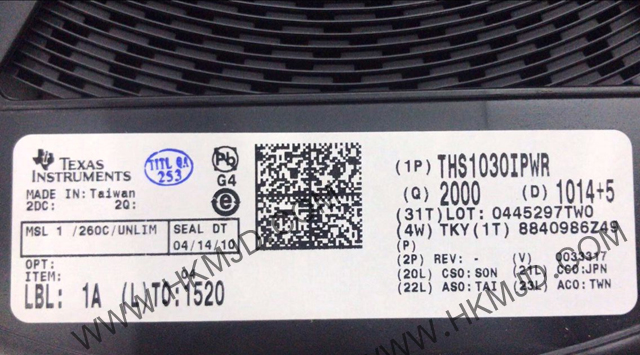 TEXAS
INSTRUMENTS
TITL QA
253
Pb
G4
e
MADE IN: Taiwan
2DC: 2Q:
MSL 1 /260C/UNLIM
SEAL DT
04/14/10
OPT:
ITEM:
04
LBL: 1A (L)TO:1520
(1P) THS1030IPWR
(Q) 2000 (D) 1014+5
(31T)LOT: 0445297TWO
(4W) TKY(1T) 8840986Z49
(P)
(2P) REV: - (V) 0033317
(20L) CSO:SON (21L) CCO:JPN
(22L) ASO:TAI (23L) ACO:TWN
WWW.HKMJD.COM
WWW.HKMJD.COM